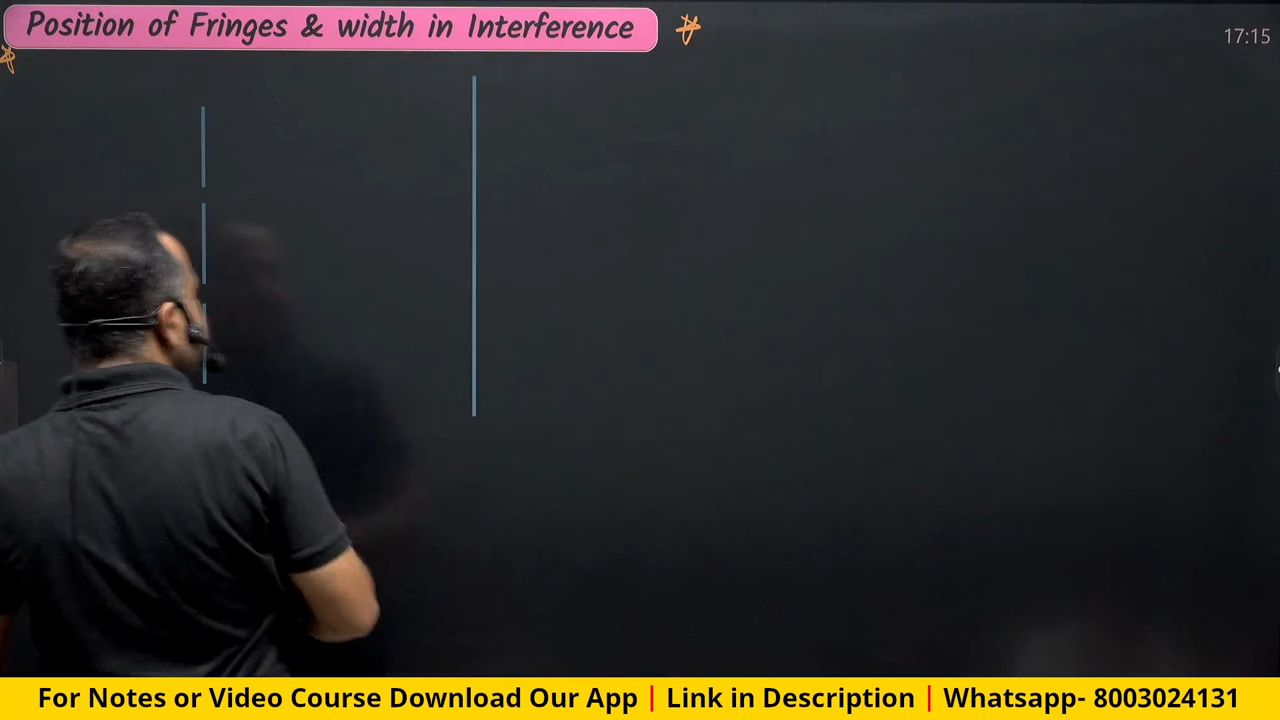 Position of Fringes & width in Interference
17:15
For Notes or Video Course Download Our App | Link in Description | Whatsapp- 8003024131